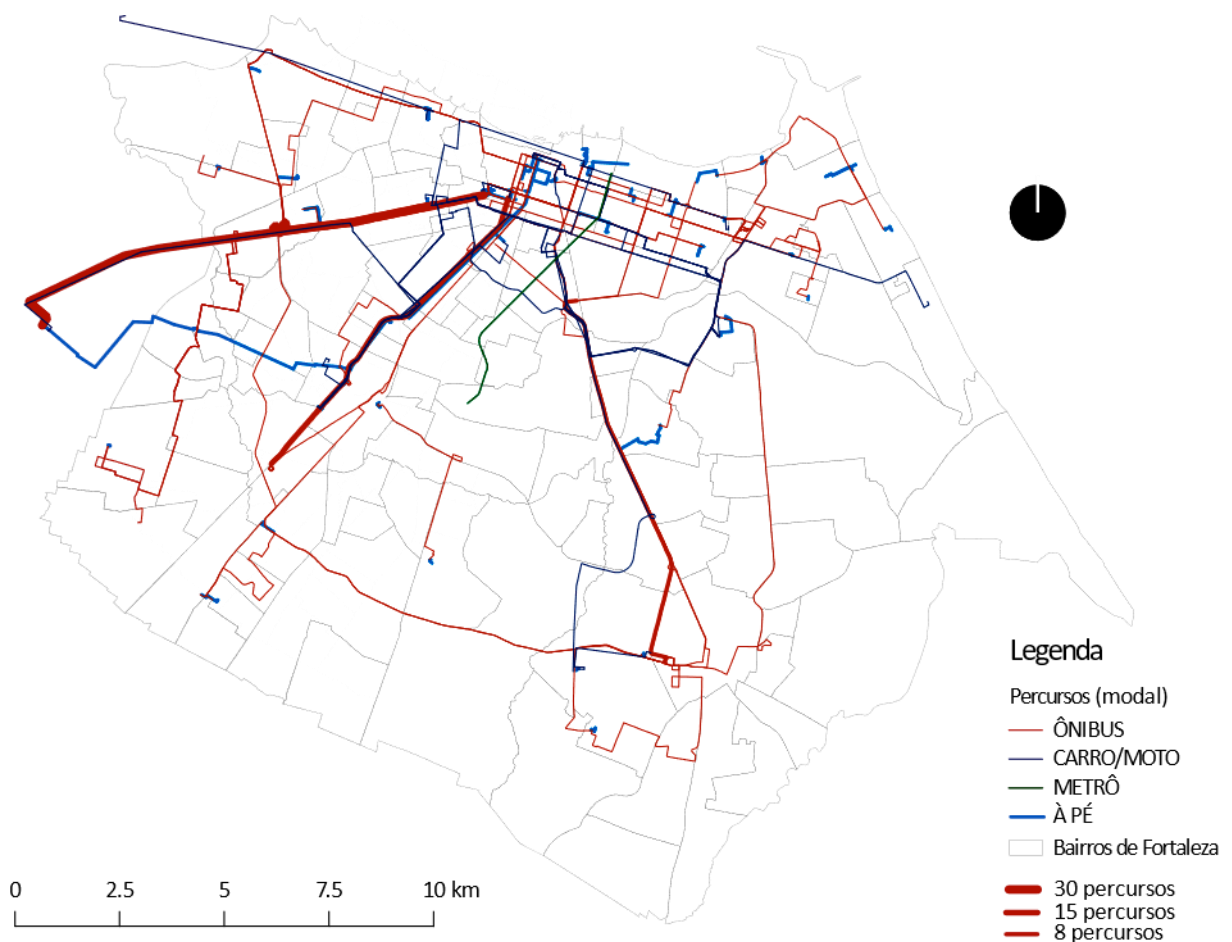 Legenda
Percursos (modal)
ÔNIBUS
CARRO/MOTO
METRÔ
À PÉ
Bairros de Fortaleza
30 percursos
15 percursos
8 percursos
0 2.5 5 7.5 10 km